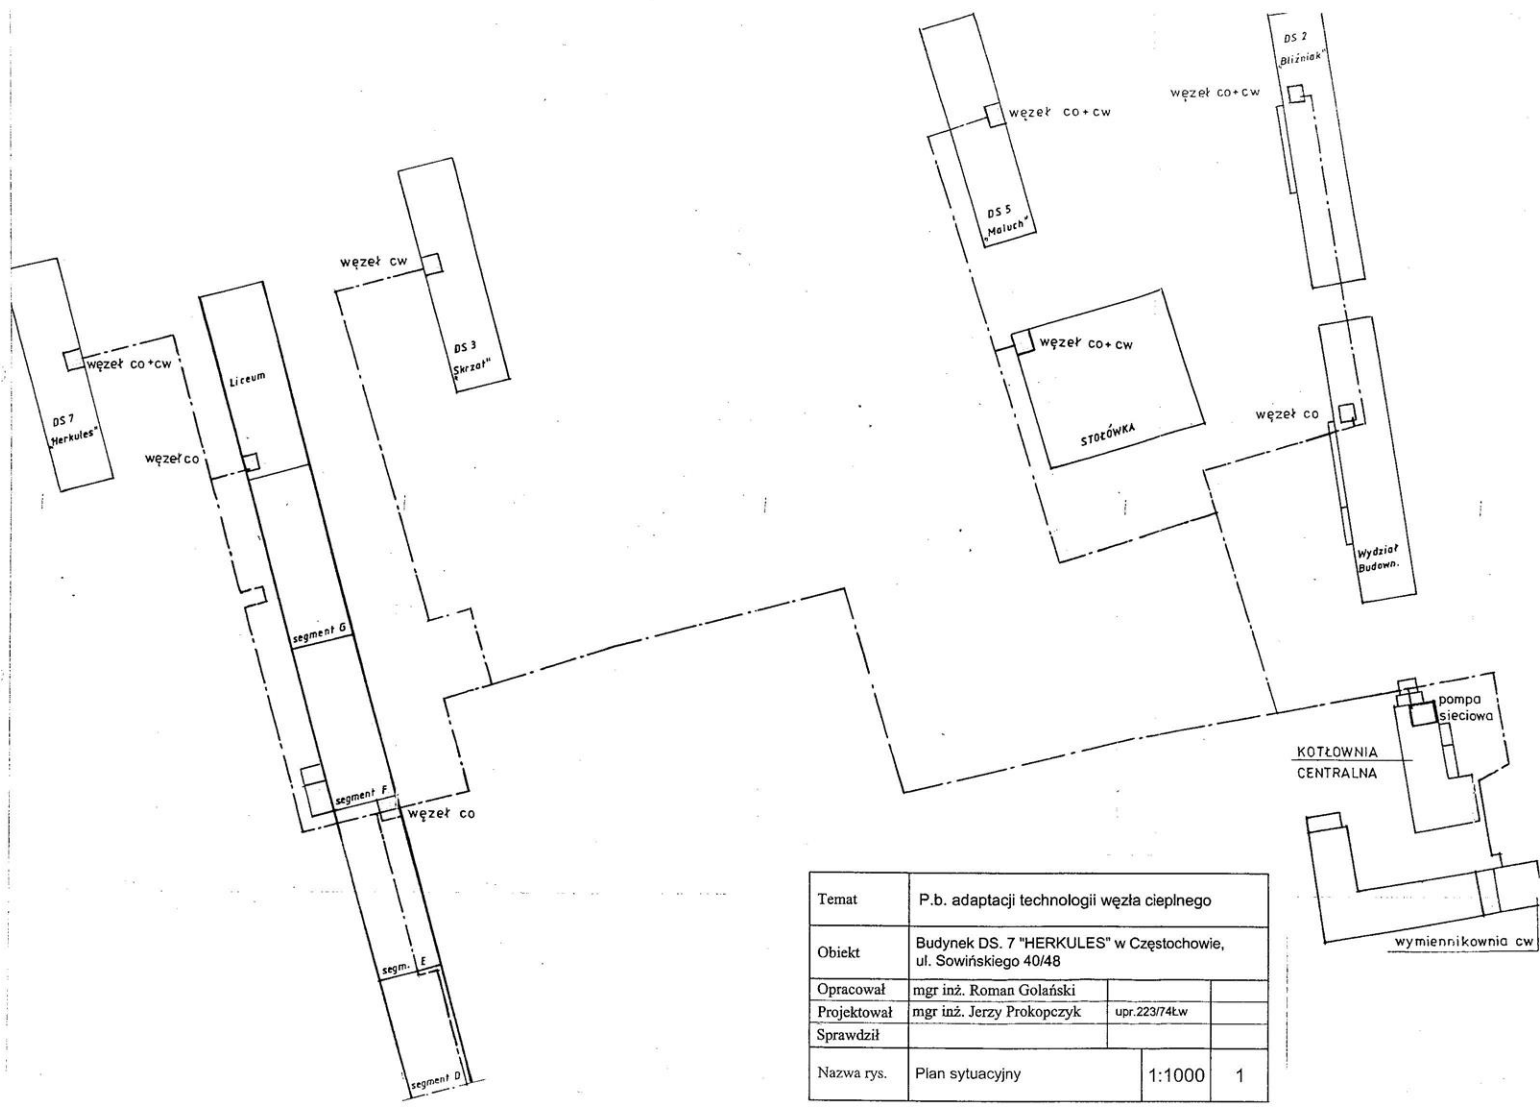 DS 2
„Bliźniak"
węzeł co+cw
węzeł co+cw
DS 5
„Maluch"
węzeł cw
DS 3
„Skrzat"
węzeł co+cw
DS 7
„Herkules"
Liceum
węzeł co
węzeł co+cw
STOŁÓWKA
węzeł co
Wydział
Budown.
segment G
segment F
węzeł co
segm. E
segment D
pompa
sieciowa
KOTŁOWNIA
CENTRALNA
wymiennikownia cw
Temat P.b. adaptacji technologii węzła cieplnego
Obiekt Budynek DS. 7 "HERKULES" w Częstochowie,
ul. Sowińskiego 40/48
Opracował mgr inż. Roman Golański
Projektował mgr inż. Jerzy Prokopczyk upr.223/74Łw
Sprawdził
Nazwa rys. Plan sytuacyjny 1:1000 1